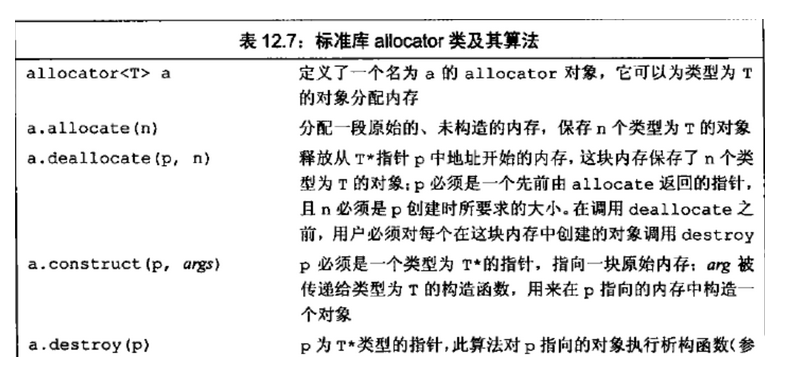 表 12.7：标准库 allocator 类及其算法
allocator<T> a 定义了一个名为 a 的 allocator 对象，它可以为类型为 T
的对象分配内存
a.allocate(n) 分配一段原始的、未构造的内存，保存 n 个类型为 T 的对象
a.deallocate(p, n) 释放从 T*指针 p 中地址开始的内存，这块内存保存了 n 个类
型为 T 的对象；p 必须是一个先前由 allocate 返回的指针，
且 n 必须是 p 创建时所要求的大小。在调用 deallocate 之
前，用户必须对每个在这块内存中创建的对象调用 destroy
a.construct(p, args) p 必须是一个类型为 T*的指针，指向一块原始内存；arg 被
传递给类型为 T 的构造函数，用来在 p 指向的内存中构造一
个对象
a.destroy(p) p 为 T*类型的指针，此算法对 p 指向的对象执行析构函数（参